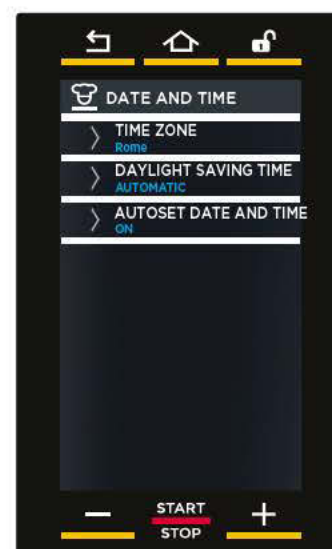 DATE AND TIME
TIME ZONE
Rome
DAYLIGHT SAVING TIME
AUTOMATIC
AUTOSET DATE AND TIME
ON
START
STOP